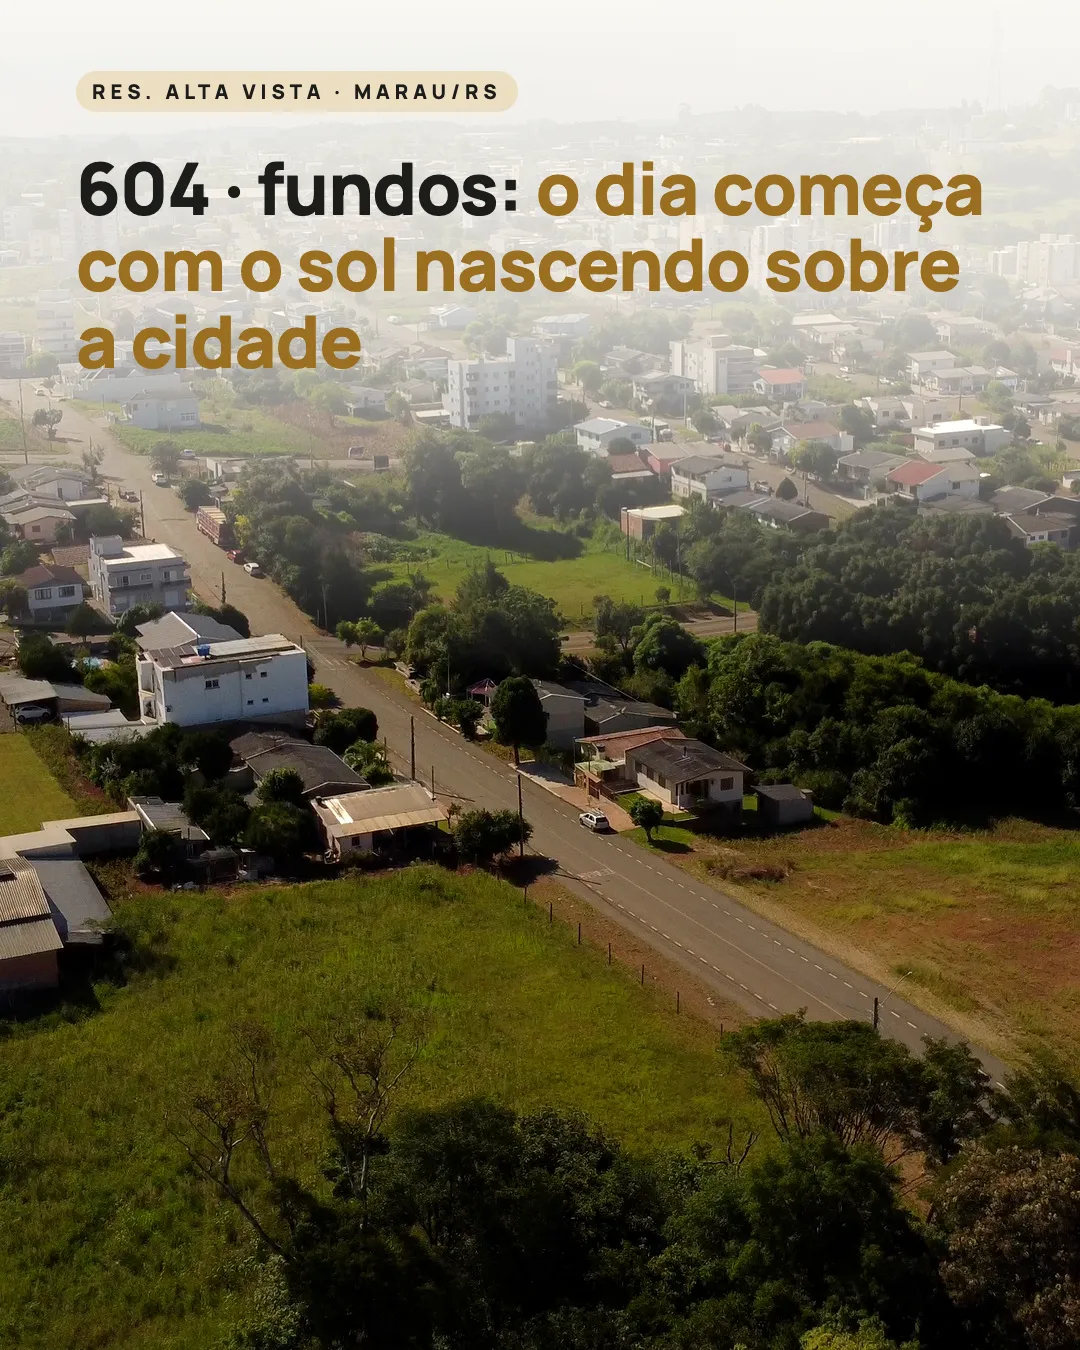 RES. ALTA VISTA · MARAU/RS
604 · fundos: o dia começa
com o sol nascendo sobre
a cidade